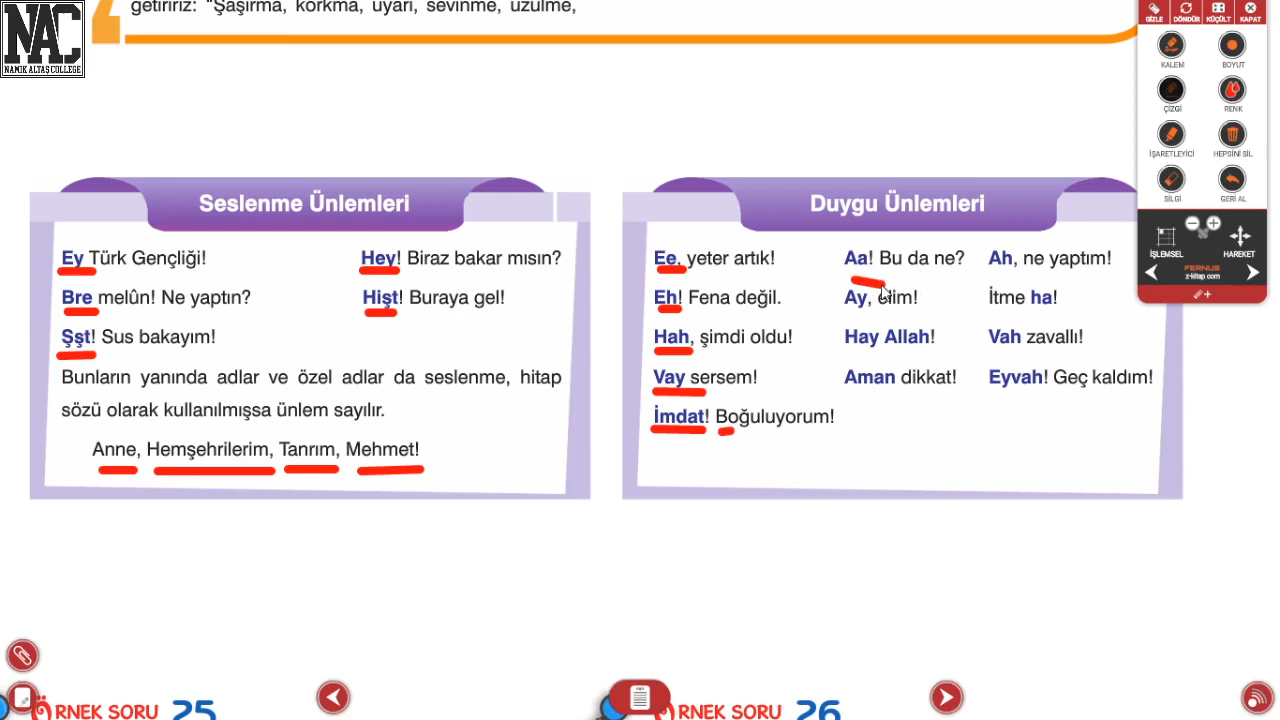 getiririz: "Şaşırma, korkma, uyarı, sevinme, üzülme,
NAC
NAMIK ALTAŞ COLLEGE
GİZLE DÖNDÜR KÜÇÜLT KAPAT
KALEM BOYUT
ÇİZGİ RENK
İŞARETLEYİCİ HEPSİNİ SİL
SİLGİ GERİ AL
İŞLEMSEL HAREKET
FERNUS
z-kitap.com
Seslenme Ünlemleri
Ey Türk Gençliği! Hey! Biraz bakar mısın?
Bre melûn! Ne yaptın? Hişt! Buraya gel!
Şşt! Sus bakayım!
Bunların yanında adlar ve özel adlar da seslenme, hitap
sözü olarak kullanılmışsa ünlem sayılır.
Anne, Hemşehrilerim, Tanrım, Mehmet!
Duygu Ünlemleri
Ee, yeter artık! Aa! Bu da ne? Ah, ne yaptım!
Eh! Fena değil. Ay, elim! İtme ha!
Hah, şimdi oldu! Hay Allah! Vah zavallı!
Vay sersem! Aman dikkat! Eyvah! Geç kaldım!
İmdat! Boğuluyorum!
ÖRNEK SORU 25
ÖRNEK SORU 26